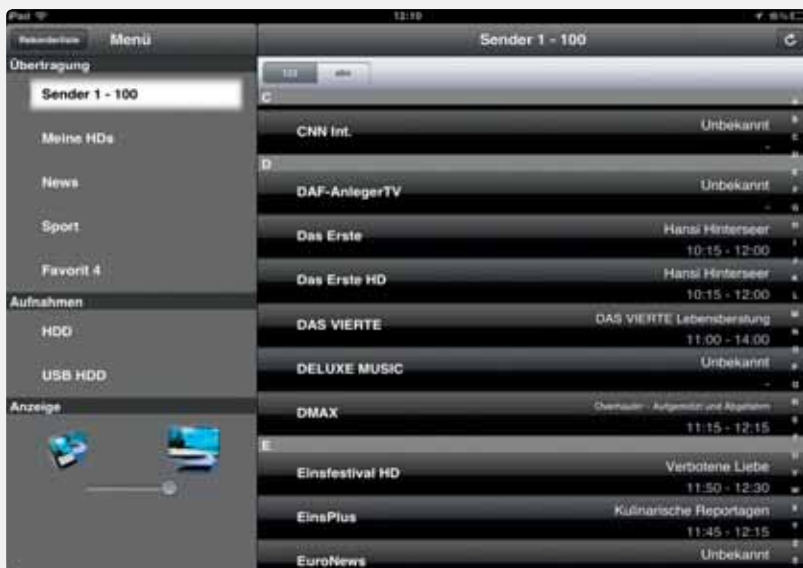 iPad
12:10
Rekorderliste
Menü
Sender 1 - 100
Übertragung
Sender 1 - 100
Meine HDs
News
Sport
Favorit 4
Aufnahmen
HDD
USB HDD
Anzeige
123
abc
C
CNN Int.
Unbekannt
-
D
DAF-AnlegerTV
Unbekannt
-
Das Erste
Hansi Hinterseer
10:15 - 12:00
Das Erste HD
Hansi Hinterseer
10:15 - 12:00
DAS VIERTE
DAS VIERTE Lebensberatung
11:00 - 14:00
DELUXE MUSIC
Unbekannt
-
DMAX
11:15 - 12:15
E
Einsfestival HD
Verbotene Liebe
11:50 - 12:30
EinsPlus
Kulinarische Reportagen
11:45 - 12:15
EuroNews
Unbekannt